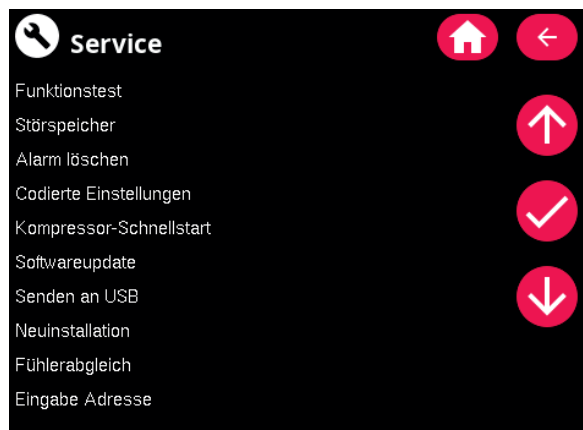 Service
Funktionstest
Störspeicher
Alarm löschen
Codierte Einstellungen
Kompressor-Schnellstart
Softwareupdate
Senden an USB
Neuinstallation
Fühlerabgleich
Eingabe Adresse